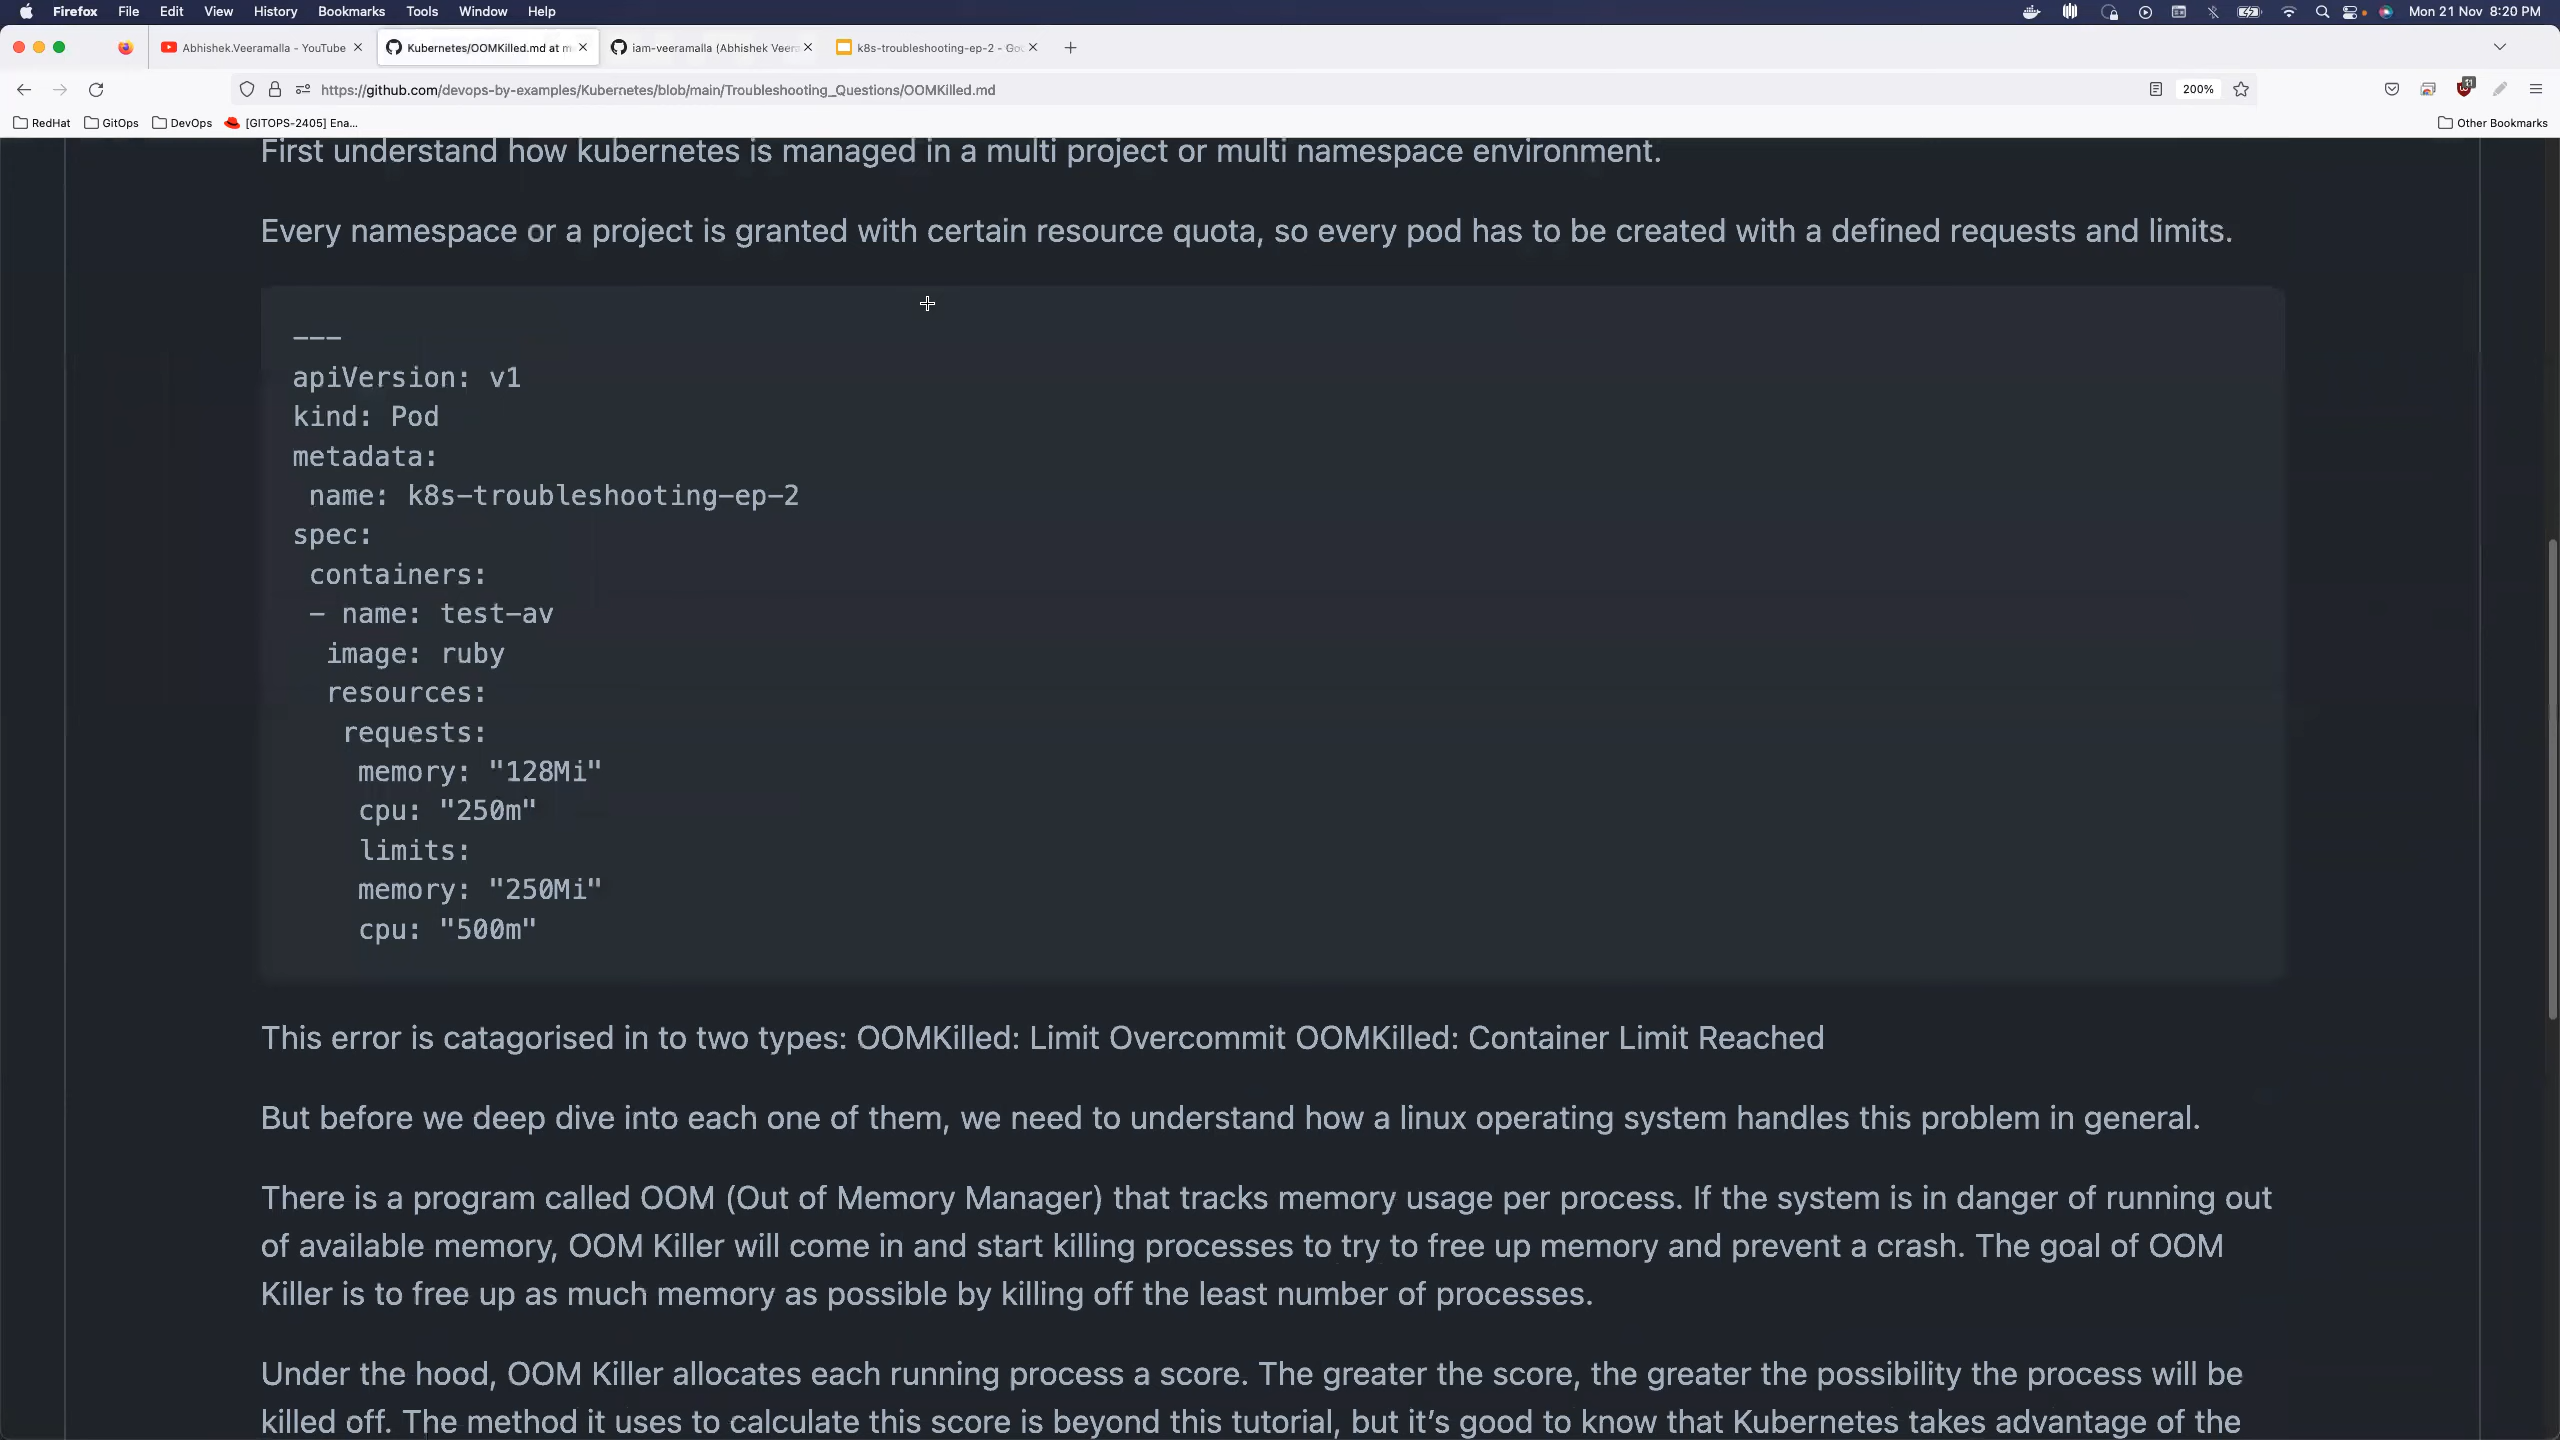 Firefox File Edit View History Bookmarks Tools Window Help Mon 21 Nov 8:20 PM
Abhishek.Veeramalla - YouTube Kubernetes/OOMKilled.md at m iam-veeramalla (Abhishek Veera k8s-troubleshooting-ep-2 - Goo
https://github.com/devops-by-examples/Kubernetes/blob/main/Troubleshooting_Questions/OOMKilled.md 200% 11
RedHat GitOps DevOps [GITOPS-2405] Ena... Other Bookmarks
First understand how kubernetes is managed in a multi project or multi namespace environment.
Every namespace or a project is granted with certain resource quota, so every pod has to be created with a defined requests and limits.
---
apiVersion: v1
kind: Pod
metadata:
name: k8s-troubleshooting-ep-2
spec:
containers:
- name: test-av
image: ruby
resources:
requests:
memory: "128Mi"
cpu: "250m"
limits:
memory: "250Mi"
cpu: "500m"
This error is catagorised in to two types: OOMKilled: Limit Overcommit OOMKilled: Container Limit Reached
But before we deep dive into each one of them, we need to understand how a linux operating system handles this problem in general.
There is a program called OOM (Out of Memory Manager) that tracks memory usage per process. If the system is in danger of running out
of available memory, OOM Killer will come in and start killing processes to try to free up memory and prevent a crash. The goal of OOM
Killer is to free up as much memory as possible by killing off the least number of processes.
Under the hood, OOM Killer allocates each running process a score. The greater the score, the greater the possibility the process will be
killed off. The method it uses to calculate this score is beyond this tutorial, but it's good to know that Kubernetes takes advantage of the